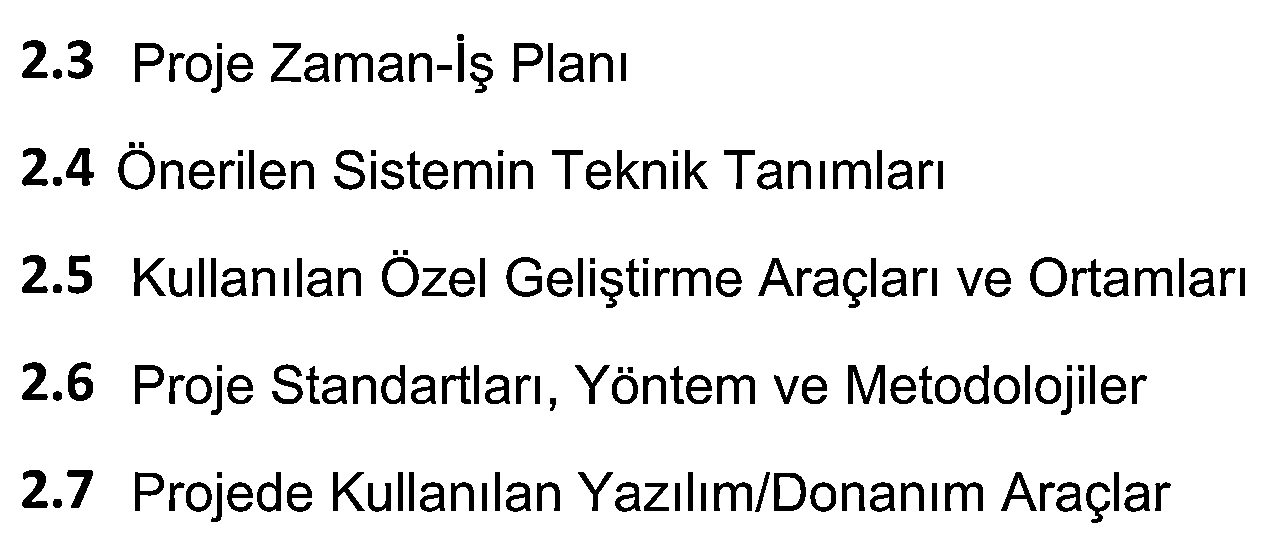 2.3 Proje Zaman-İş Planı
2.4 Önerilen Sistemin Teknik Tanımları
2.5 Kullanılan Özel Geliştirme Araçları ve Ortamları
2.6 Proje Standartları, Yöntem ve Metodolojiler
2.7 Projede Kullanılan Yazılım/Donanım Araçlar